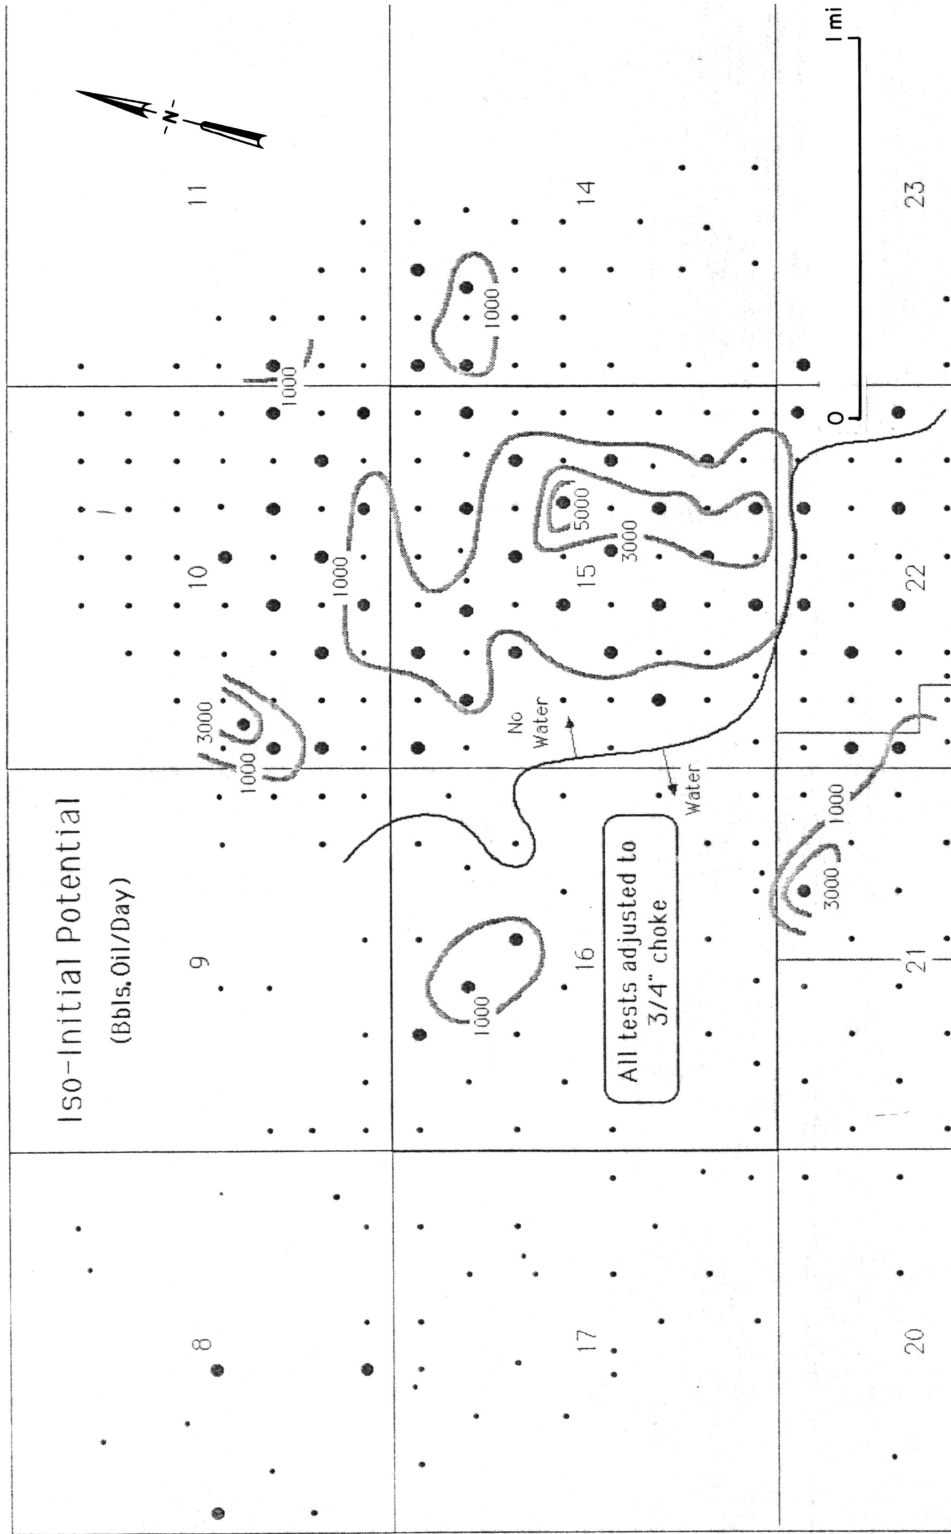 Iso-Initial Potential
(Bbls. Oil/Day)
8
9
10
11
-N-
3000
1000
1000
1000
1000
1000
No
Water
Water
17
16
15
14
5000
3000
All tests adjusted to
3/4" choke
1000
3000
20
21
22
23
0
1 mi